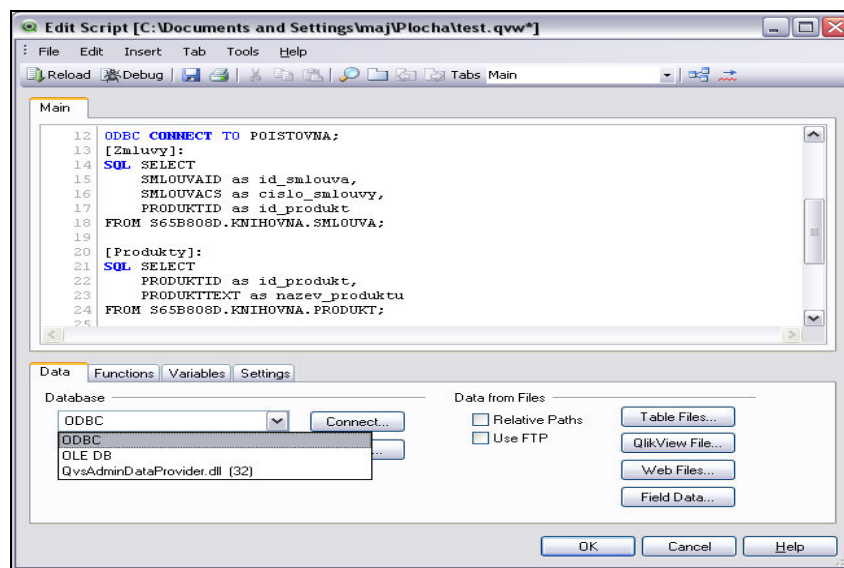 Edit Script [C:\Documents and Settings\maj\Plocha\test.qvw*]
File Edit Insert Tab Tools Help
Reload Debug Tabs Main
Main
12 ODBC CONNECT TO POISTOVNA;
13 [Zmluvy]:
14 SQL SELECT
15 SMLOUVAID as id_smlouva,
16 SMLOUVACS as cislo_smlouvy,
17 PRODUKTID as id_produkt
18 FROM S65B808D.KNIHOVNA.SMLOUVA;
19
20 [Produkty]:
21 SQL SELECT
22 PRODUKTID as id_produkt,
23 PRODUKTTEXT as nazev_produktu
24 FROM S65B808D.KNIHOVNA.PRODUKT;
25
Data Functions Variables Settings
Database Data from Files
ODBC Connect... Relative Paths Table Files...
ODBC Use FTP QlikView File...
OLE DB ...
QvsAdminDataProvider.dll (32) Web Files...
Field Data...
OK Cancel Help